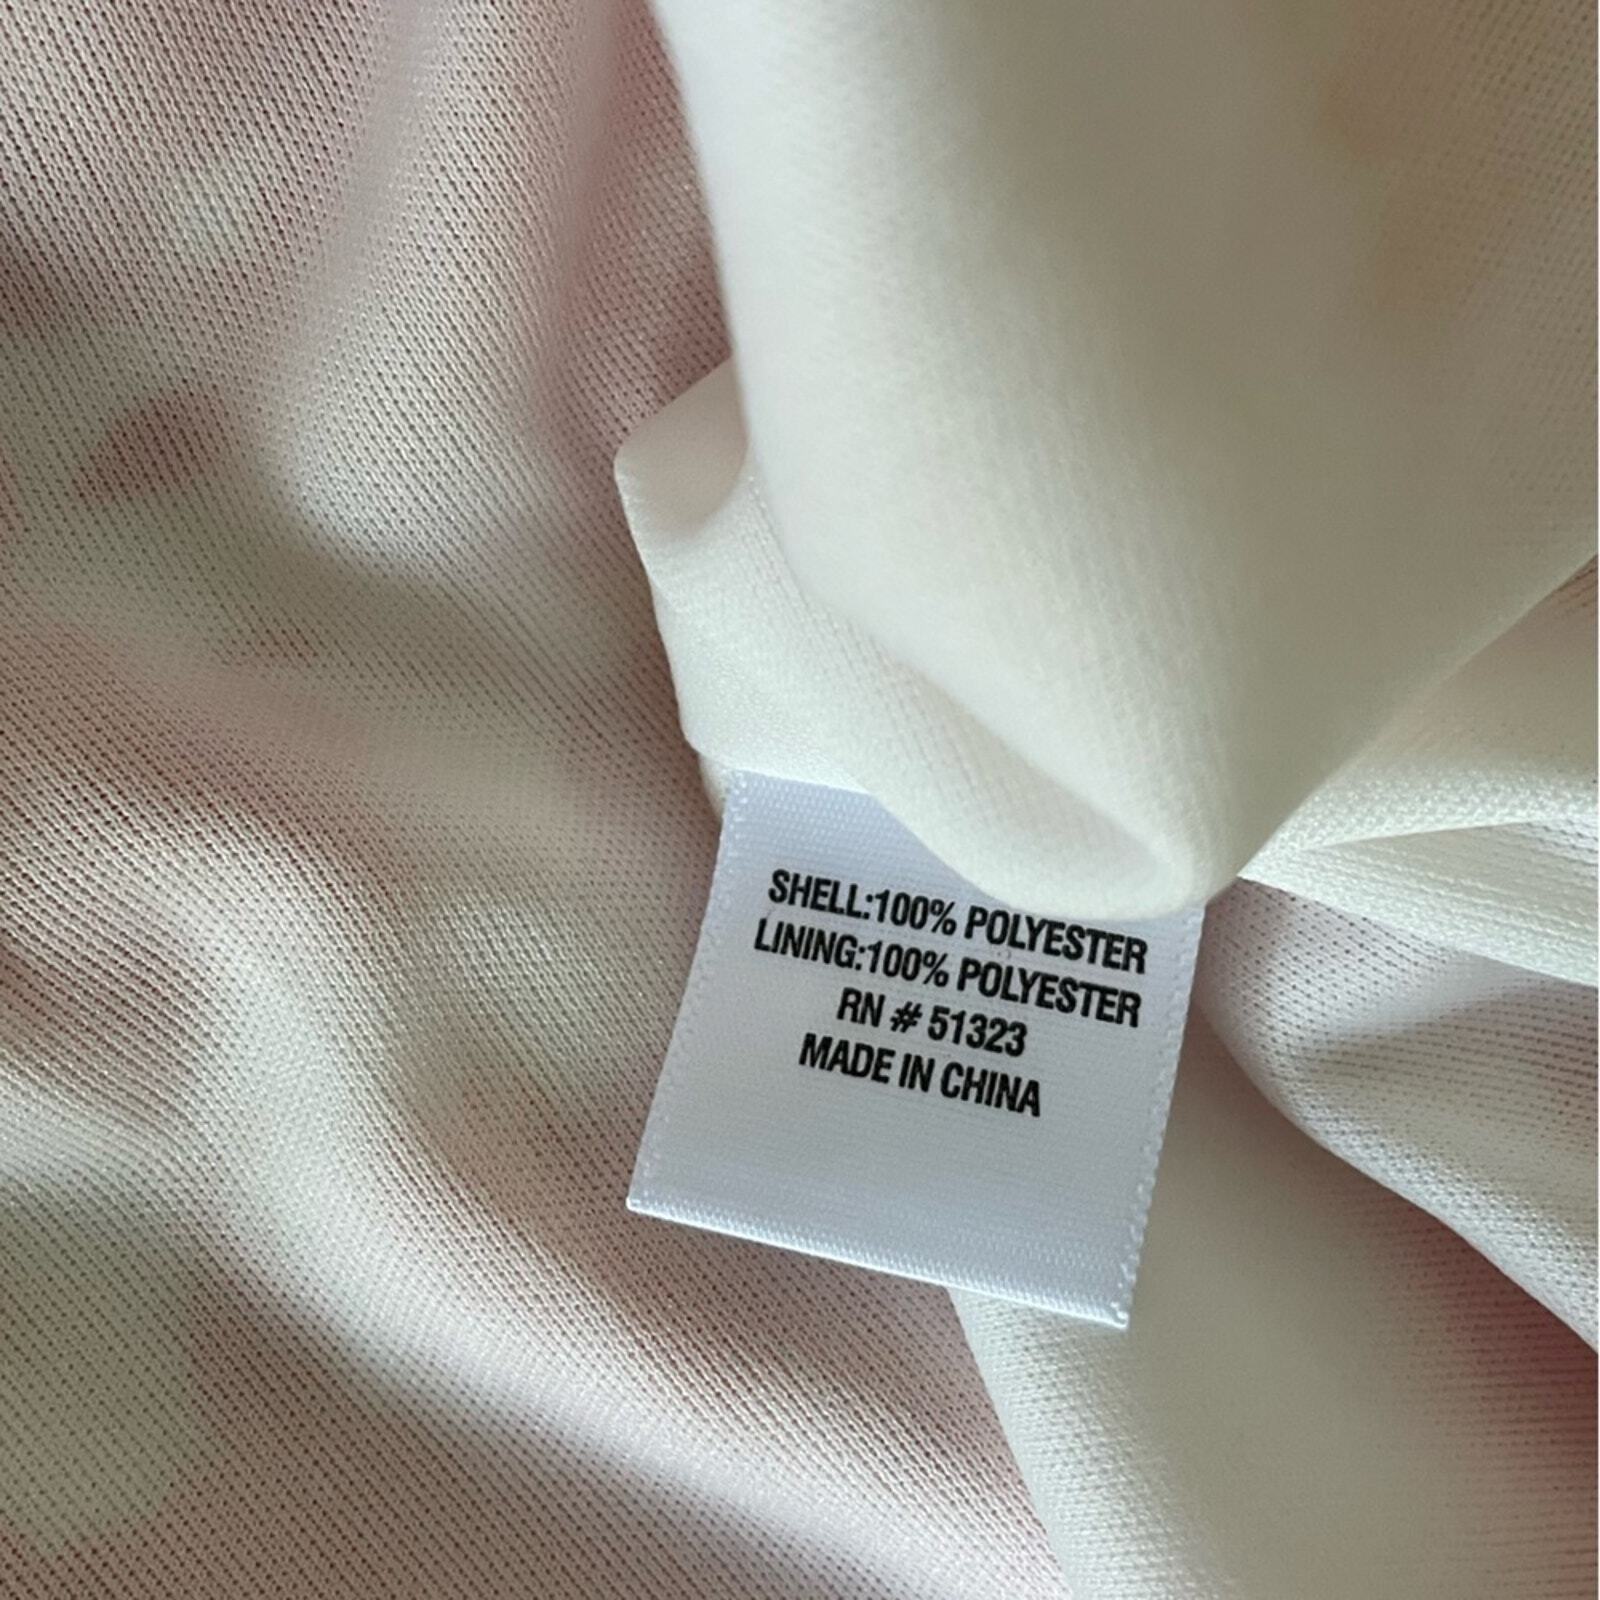 SHELL:100% POLYESTER
LINING:100% POLYESTER
RN # 51323
MADE IN CHINA